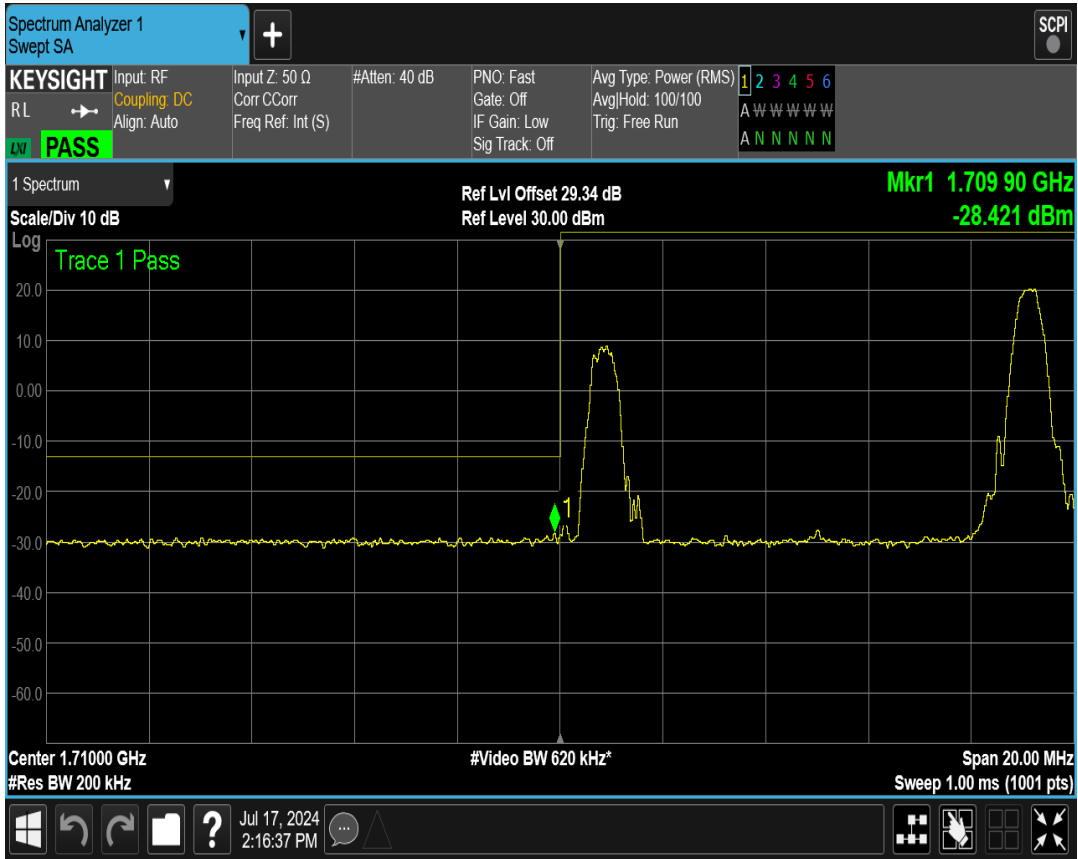 Spectrum Analyzer 1
Swept SA
SCPI
KEYSIGHT
R L
LXI PASS
Input: RF
Coupling: DC
Align: Auto
Input Z: 50 Ω
Corr CCorr
Freq Ref: Int (S)
#Atten: 40 dB
PNO: Fast
Gate: Off
IF Gain: Low
Sig Track: Off
Avg Type: Power (RMS)
Avg|Hold: 100/100
Trig: Free Run
1 2 3 4 5 6
A W W W W W
A N N N N N
1 Spectrum
Scale/Div 10 dB
Ref Lvl Offset 29.34 dB
Ref Level 30.00 dBm
Mkr1 1.709 90 GHz
-28.421 dBm
Log
Trace 1 Pass
20.0
10.0
0.00
-10.0
-20.0
1
-30.0
-40.0
-50.0
-60.0
Center 1.71000 GHz
#Res BW 200 kHz
#Video BW 620 kHz*
Span 20.00 MHz
Sweep 1.00 ms (1001 pts)
?
Jul 17, 2024
2:16:37 PM